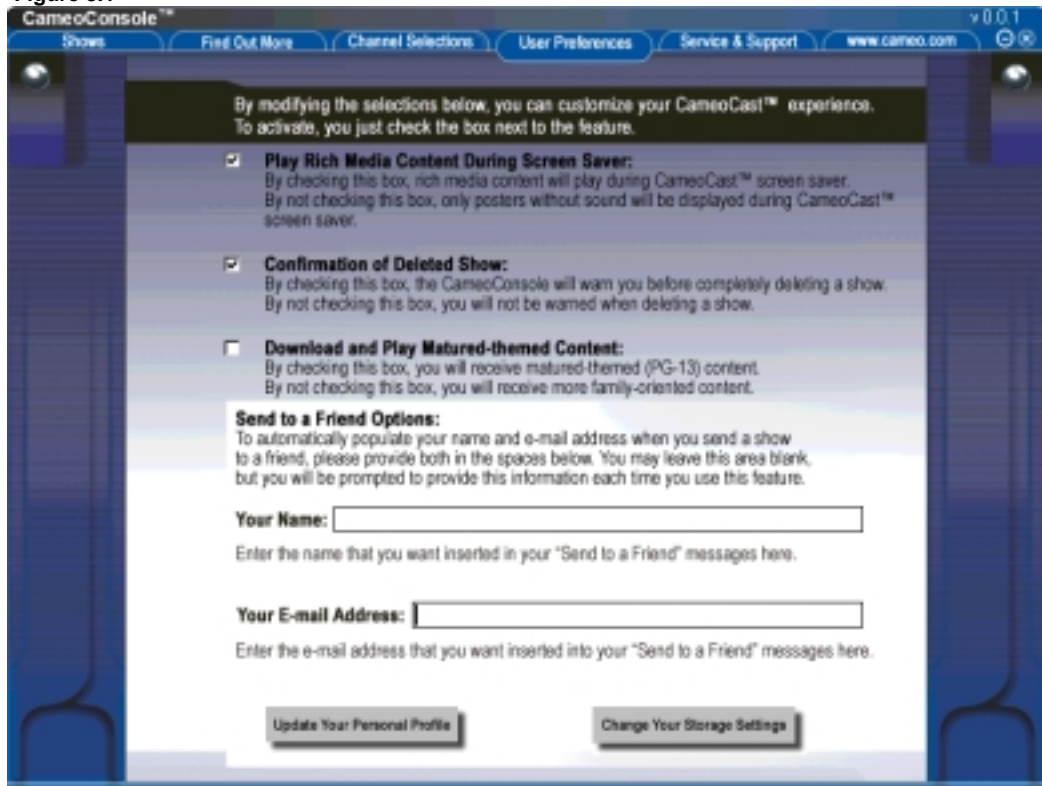 CameoConsole™
v 0.0.1
Shows
Find Out More
Channel Selections
User Preferences
Service & Support
www.cameo.com
By modifying the selections below, you can customize your CameoCast™ experience.
To activate, you just check the box next to the feature.
Play Rich Media Content During Screen Saver:
By checking this box, rich media content will play during CameoCast™ screen saver.
By not checking this box, only posters without sound will be displayed during CameoCast™
screen saver.
Confirmation of Deleted Show:
By checking this box, the CameoConsole will warn you before completely deleting a show.
By not checking this box, you will not be warned when deleting a show.
Download and Play Matured-themed Content:
By checking this box, you will receive matured-themed (PG-13) content.
By not checking this box, you will receive more family-oriented content.
Send to a Friend Options:
To automatically populate your name and e-mail address when you send a show
to a friend, please provide both in the spaces below. You may leave this area blank,
but you will be prompted to provide this information each time you use this feature.
Your Name:
Enter the name that you want inserted in your "Send to a Friend" messages here.
Your E-mail Address:
Enter the e-mail address that you want inserted into your "Send to a Friend" messages here.
Update Your Personal Profile
Change Your Storage Settings